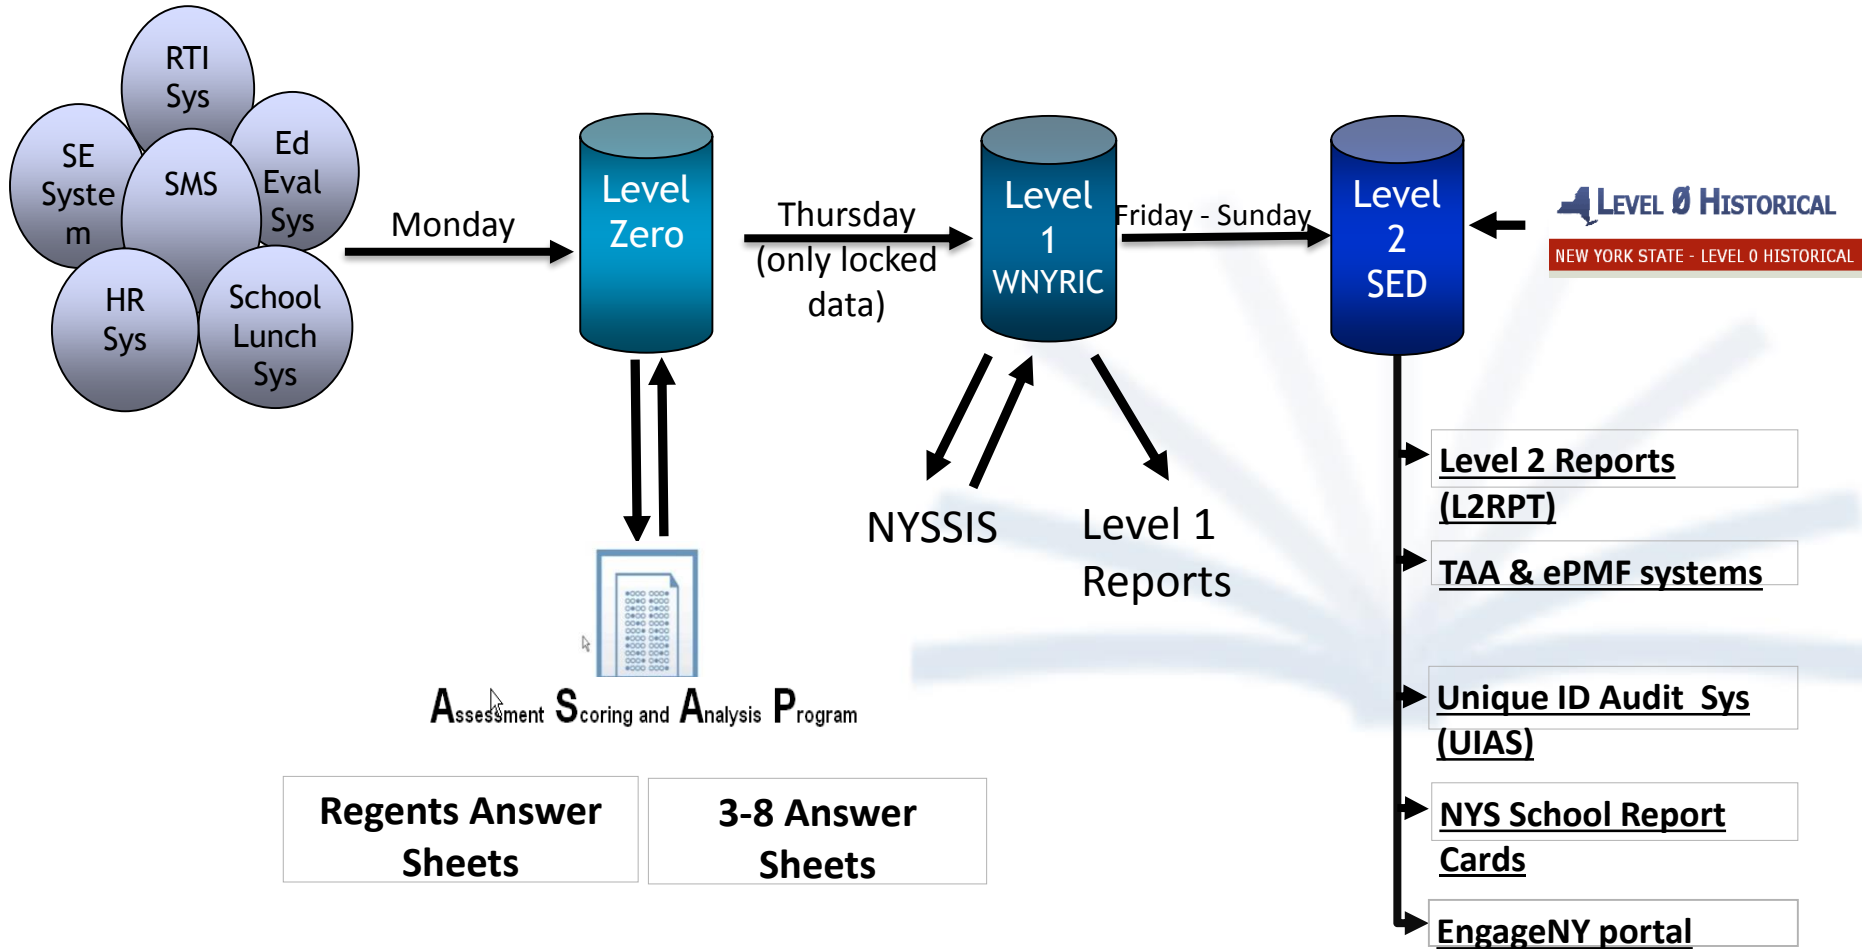 RTI
Sys
SE
Syste
m
SMS
Ed
Eval
Sys
HR
Sys
School
Lunch
Sys
Monday
Level
Zero
Thursday
(only locked
data)
Level
1
WNYRIC
Friday - Sunday
Level
2
SED
LEVEL Ø HISTORICAL
NEW YORK STATE - LEVEL 0 HISTORICAL
NYSSIS
Level 1
Reports
Assessment Scoring and Analysis Program
Regents Answer
Sheets
3-8 Answer
Sheets
Level 2 Reports
(L2RPT)
TAA & ePMF systems
Unique ID Audit Sys
(UIAS)
NYS School Report
Cards
EngageNY portal